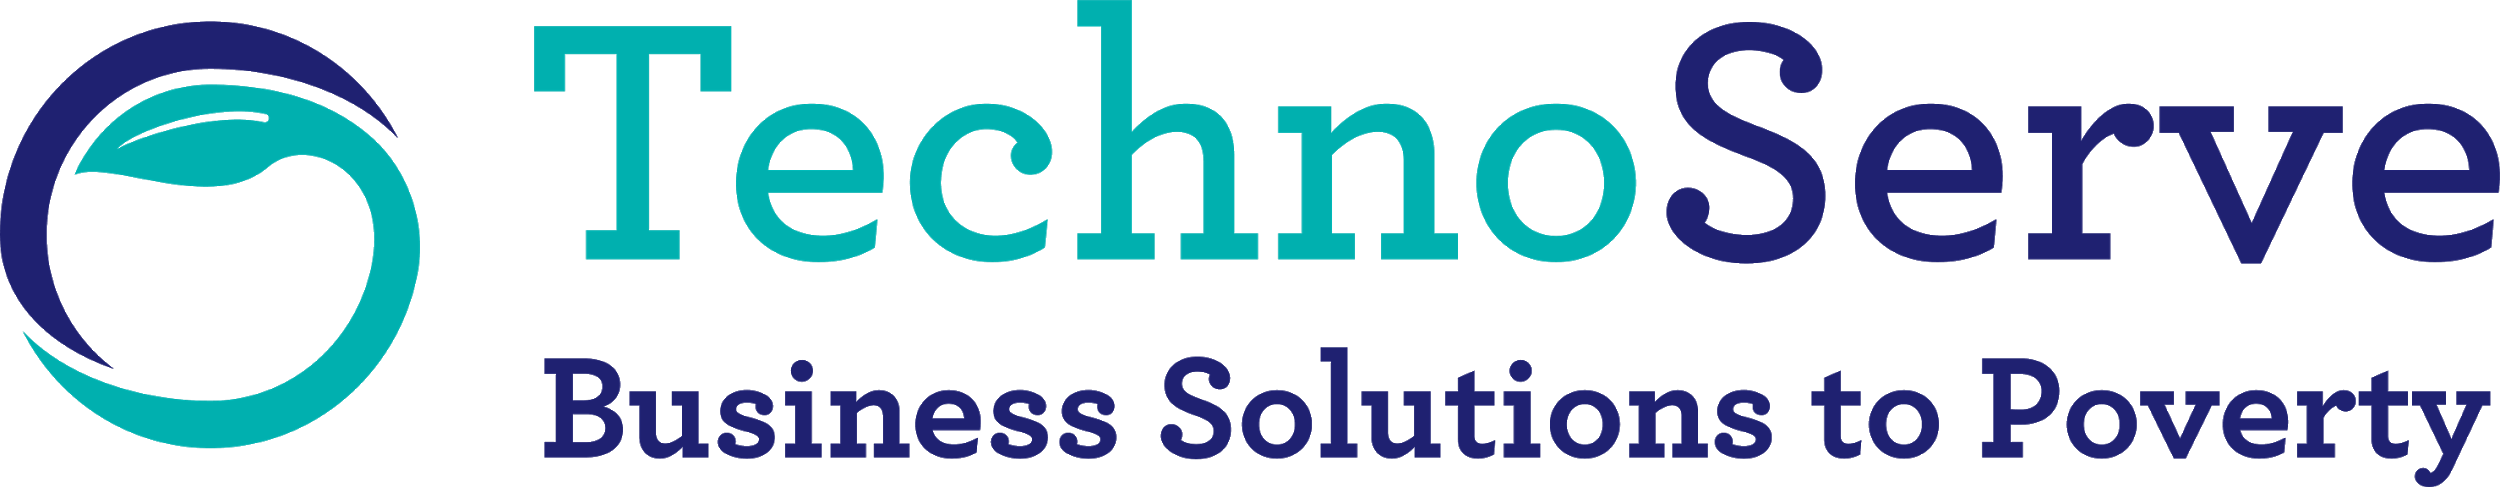 TechnoServe
Business Solutions to Poverty